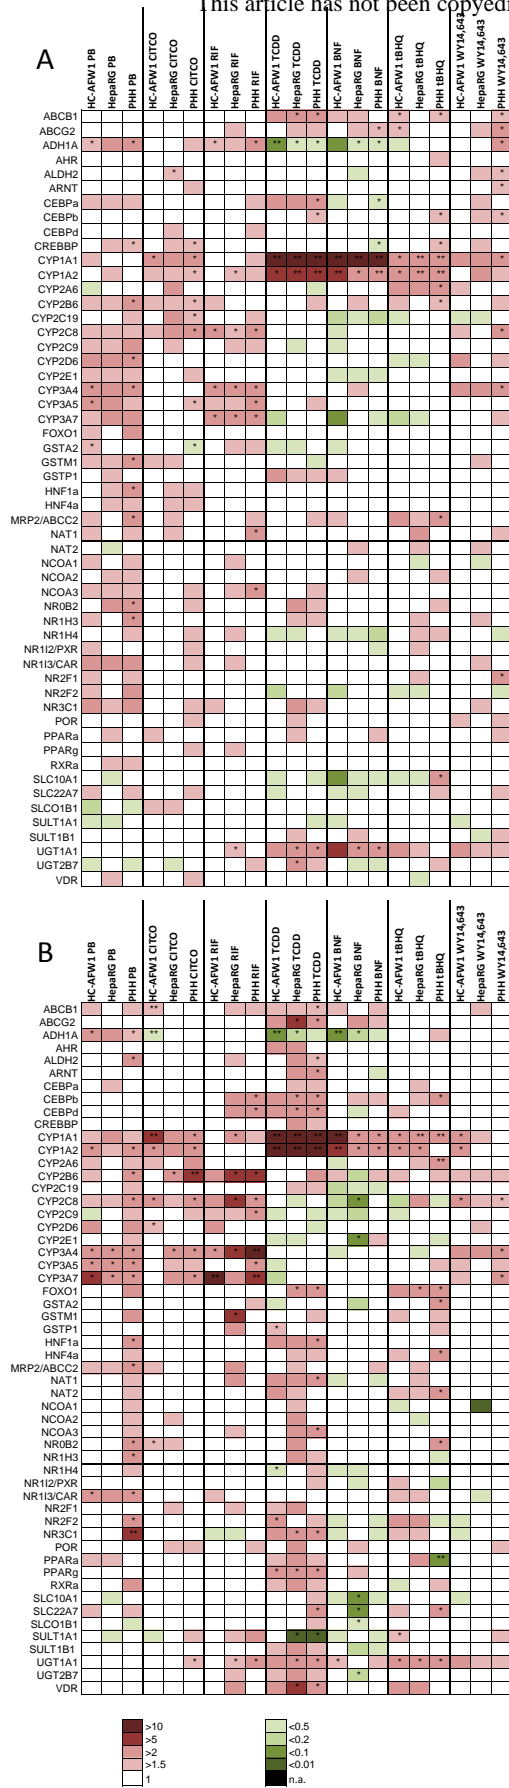 This article has not been copyedi
A
HC-AFW1 PB
HepaRG PB
PHH PB
HC-AFW1 CITCO
HepaRG CITCO
PHH CITCO
HC-AFW1 RIF
HepaRG RIF
PHH RIF
HC-AFW1 TCDD
HepaRG TCDD
PHH TCDD
HC-AFW1 BNF
HepaRG BNF
PHH BNF
HC-AFW1 tBHQ
HepaRG tBHQ
PHH tBHQ
HC-AFW1 WY14,643
HepaRG WY14,643
PHH WY14,643
ABCB1
ABCG2
ADH1A
AHR
ALDH2
ARNT
CEBPa
CEBPb
CEBPd
CREBBP
CYP1A1
CYP1A2
CYP2A6
CYP2B6
CYP2C19
CYP2C8
CYP2C9
CYP2D6
CYP2E1
CYP3A4
CYP3A5
CYP3A7
FOXO1
GSTA2
GSTM1
GSTP1
HNF1a
HNF4a
MRP2/ABCC2
NAT1
NAT2
NCOA1
NCOA2
NCOA3
NR0B2
NR1H3
NR1H4
NR1I2/PXR
NR1I3/CAR
NR2F1
NR2F2
NR3C1
POR
PPARa
PPARg
RXRa
SLC10A1
SLC22A7
SLCO1B1
SULT1A1
SULT1B1
UGT1A1
UGT2B7
VDR
B
HC-AFW1 PB
HepaRG PB
PHH PB
HC-AFW1 CITCO
HepaRG CITCO
PHH CITCO
HC-AFW1 RIF
HepaRG RIF
PHH RIF
HC-AFW1 TCDD
HepaRG TCDD
PHH TCDD
HC-AFW1 BNF
HepaRG BNF
PHH BNF
HC-AFW1 tBHQ
HepaRG tBHQ
PHH tBHQ
HC-AFW1 WY14,643
HepaRG WY14,643
PHH WY14,643
ABCB1
ABCG2
ADH1A
AHR
ALDH2
ARNT
CEBPa
CEBPb
CEBPd
CREBBP
CYP1A1
CYP1A2
CYP2A6
CYP2B6
CYP2C19
CYP2C8
CYP2C9
CYP2D6
CYP2E1
CYP3A4
CYP3A5
CYP3A7
FOXO1
GSTA2
GSTM1
GSTP1
HNF1a
HNF4a
MRP2/ABCC2
NAT1
NAT2
NCOA1
NCOA2
NCOA3
NR0B2
NR1H3
NR1H4
NR1I2/PXR
NR1I3/CAR
NR2F1
NR2F2
NR3C1
POR
PPARa
PPARg
RXRa
SLC10A1
SLC22A7
SLCO1B1
SULT1A1
SULT1B1
UGT1A1
UGT2B7
VDR
>10
>5
>2
>1.5
1
<0.5
<0.2
<0.1
<0.01
n.a.